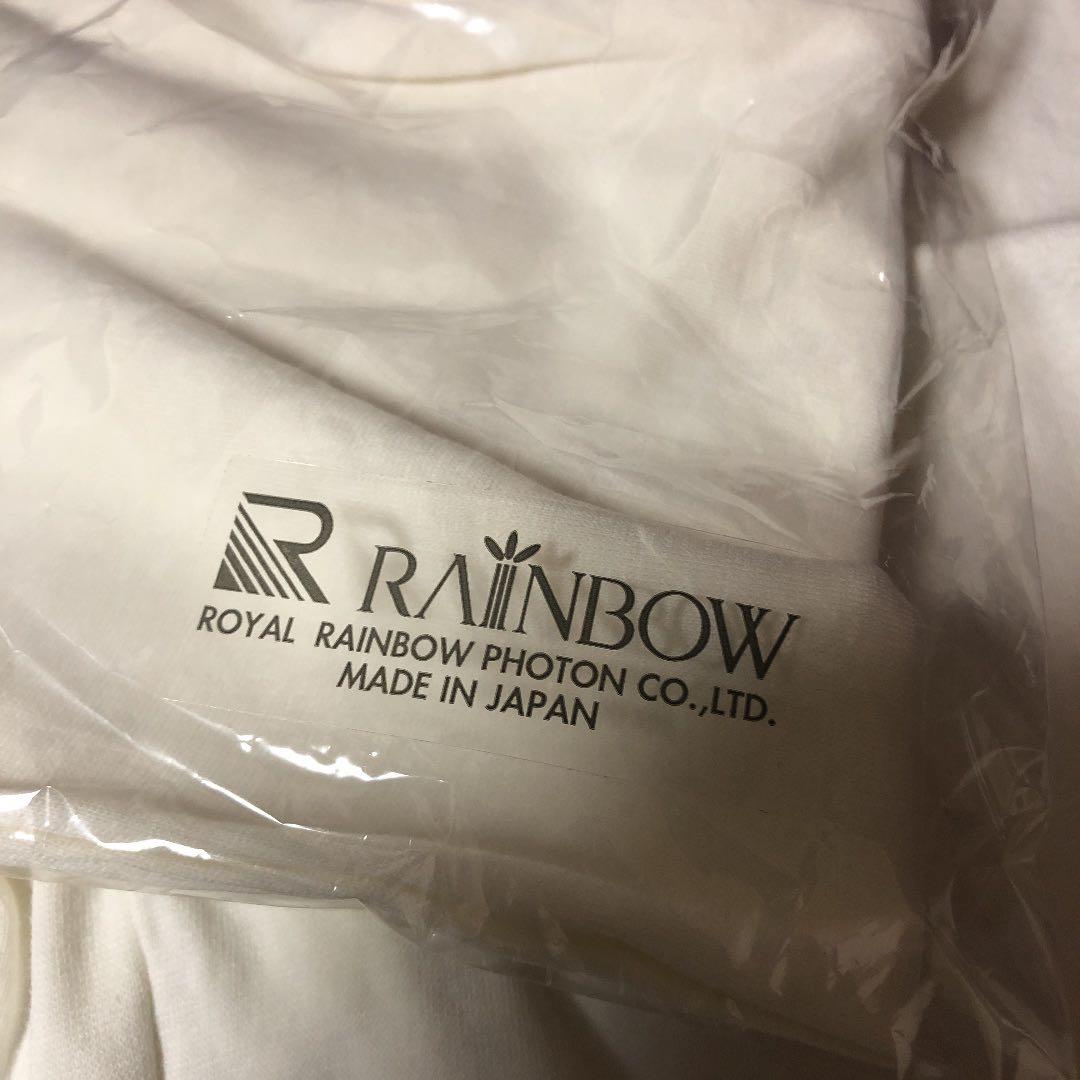 R RAINBOW
ROYAL RAINBOW PHOTON CO.,LTD.
MADE IN JAPAN